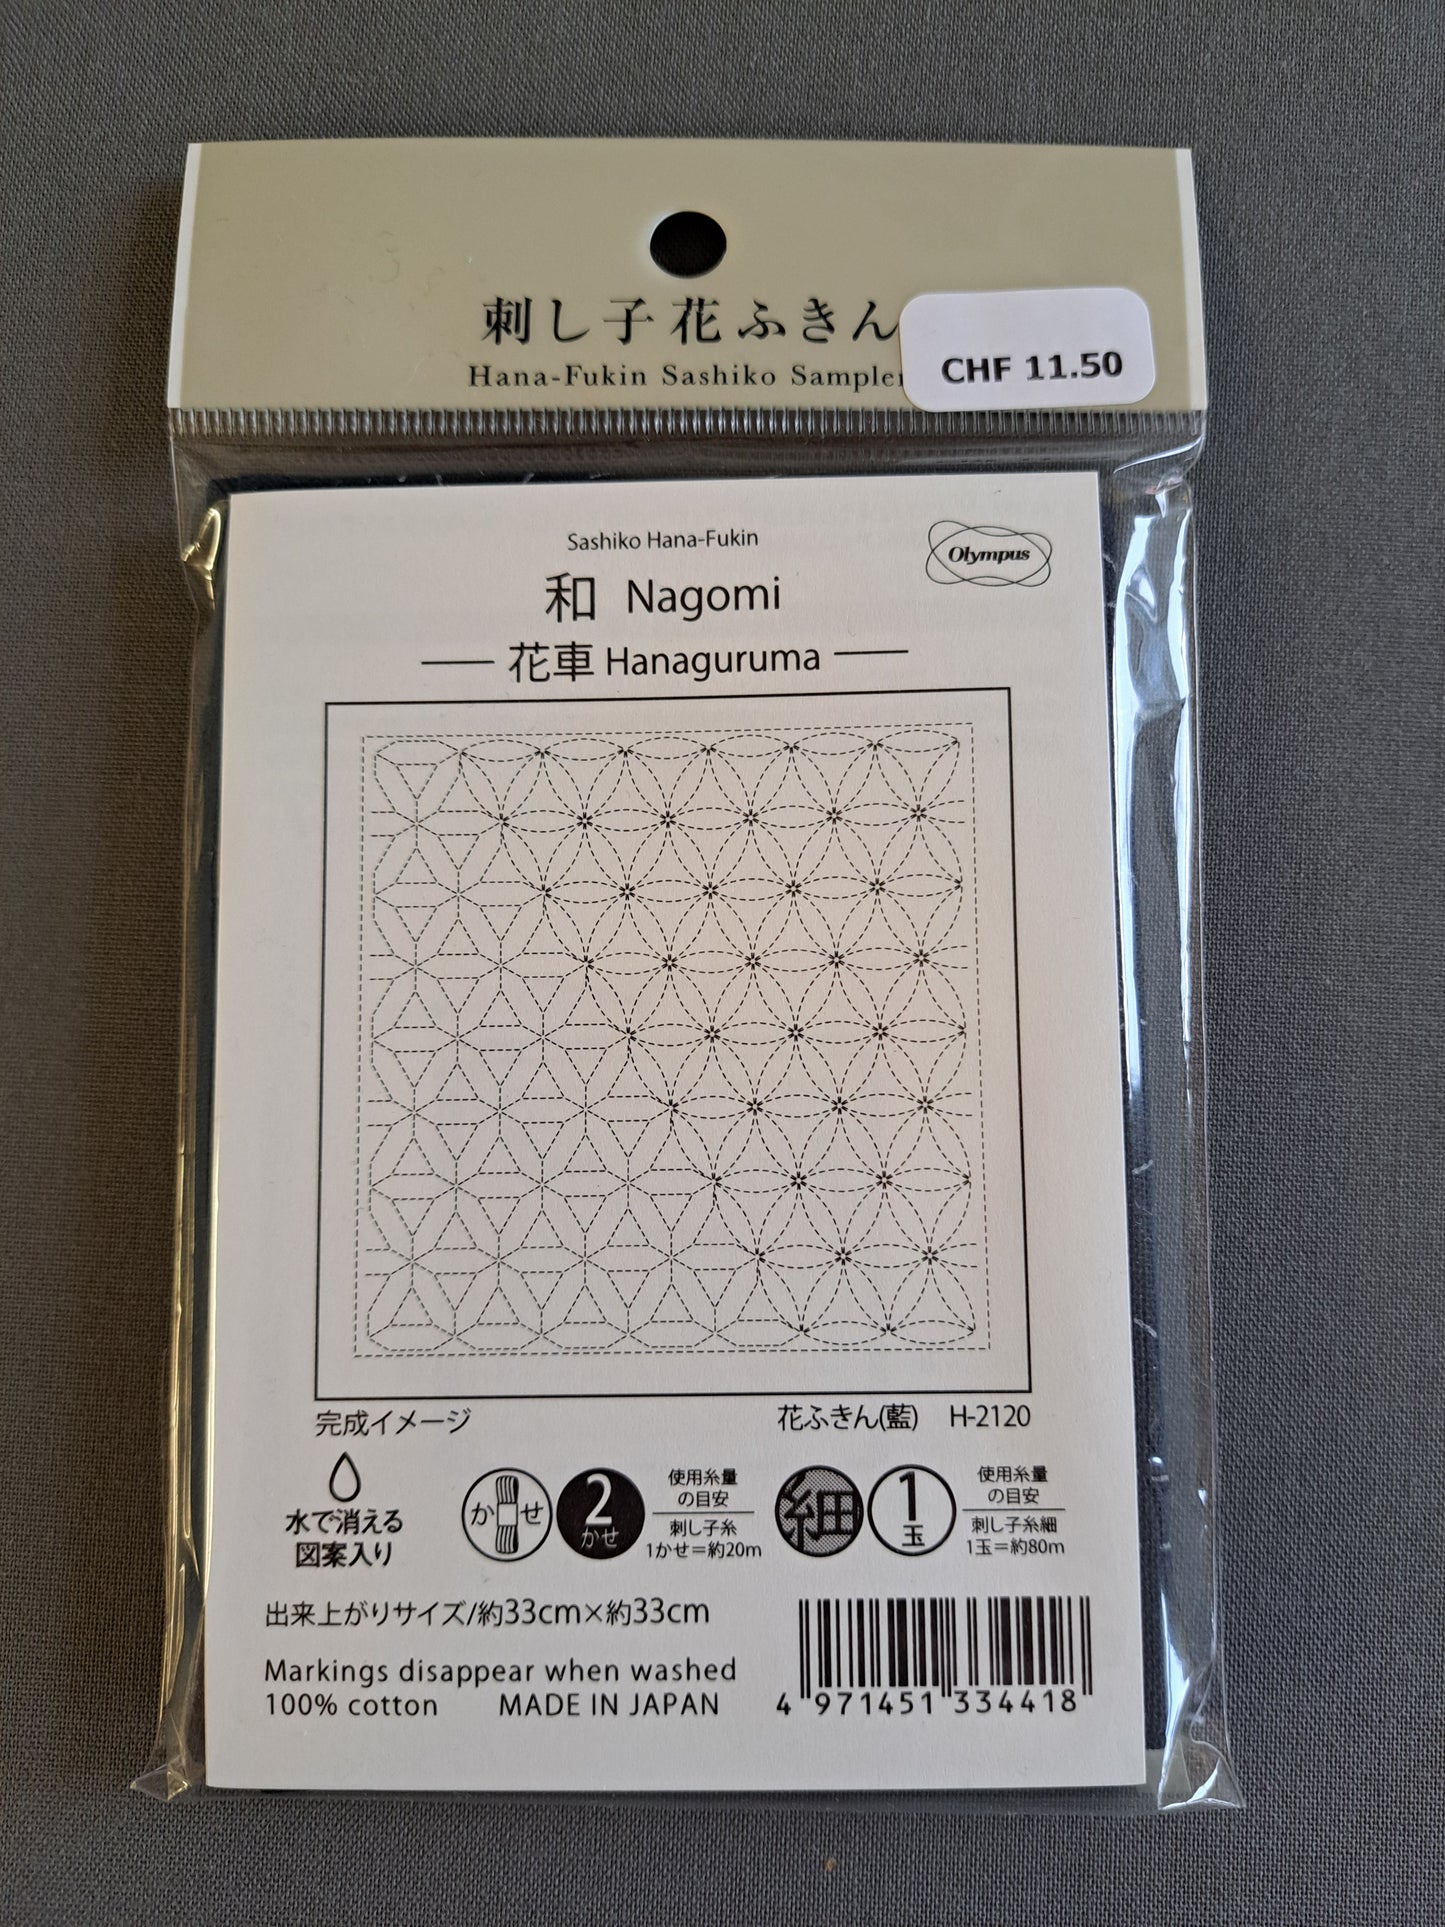 刺し子花ふきん
Hana-Fukin Sashiko Sampler
CHF 11.50
Sashiko Hana-Fukin
Olympus
和 Nagomi
花車 Hanaguruma
完成イメージ
花ふきん(藍) H-2120
水で消える
図案入り
かせ
2
かせ
使用糸量
の目安
刺し子糸
1かせ=約20m
細
1
玉
使用糸量
の目安
刺し子糸細
1玉=約80m
出来上がりサイズ/約33cm×約33cm
Markings disappear when washed
100% cotton MADE IN JAPAN
4 971451 334418